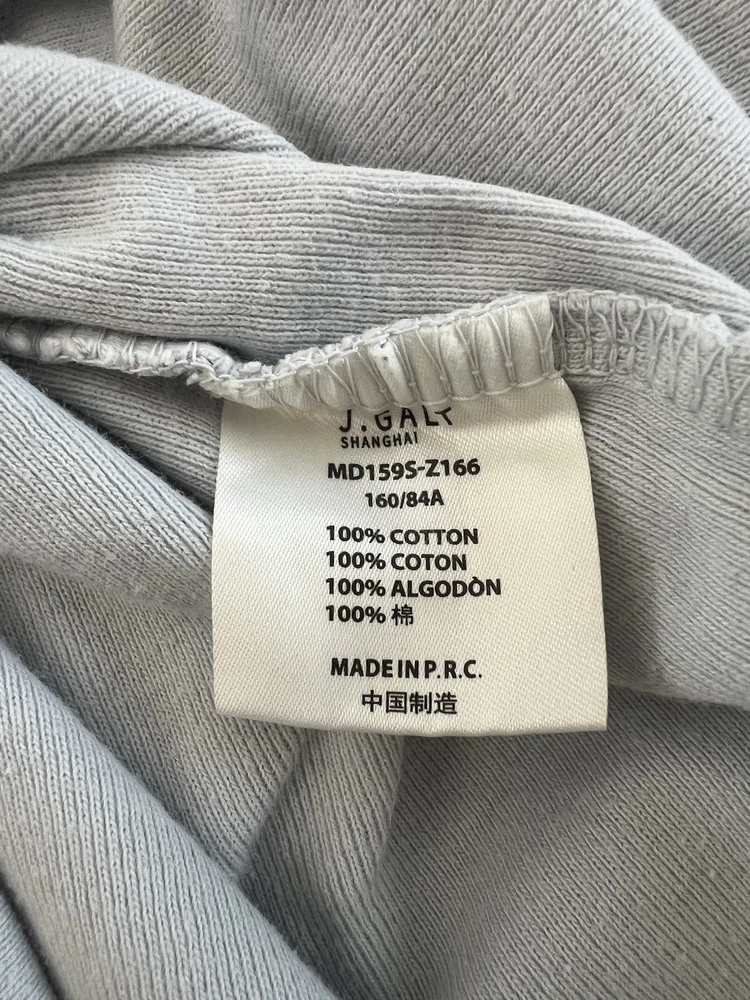 SHANGHAI
MD159S-Z166
160/84A
100% COTTON
100% COTON
100% ALGODÒN
100% 棉
MADE IN P.R.C.
中国制造